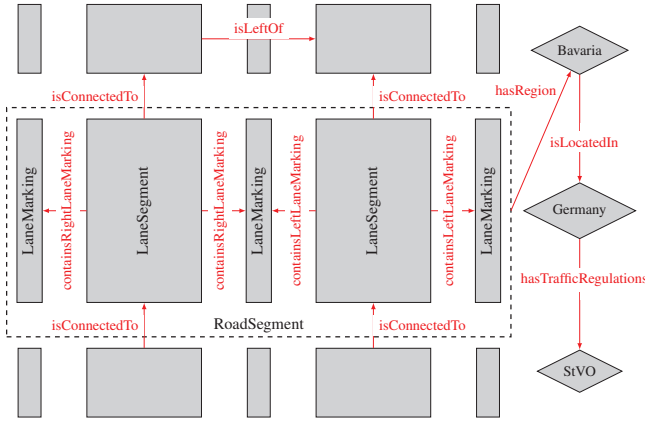 isLeftOf
Bavaria
isConnectedTo
isConnectedTo
hasRegion
LaneMarking
containsRightLaneMarking
LaneSegment
containsRightLaneMarking
LaneMarking
containsLeftLaneMarking
LaneSegment
containsLeftLaneMarking
LaneMarking
isLocatedIn
Germany
hasTrafficRegulations
isConnectedTo
RoadSegment
isConnectedTo
StVO